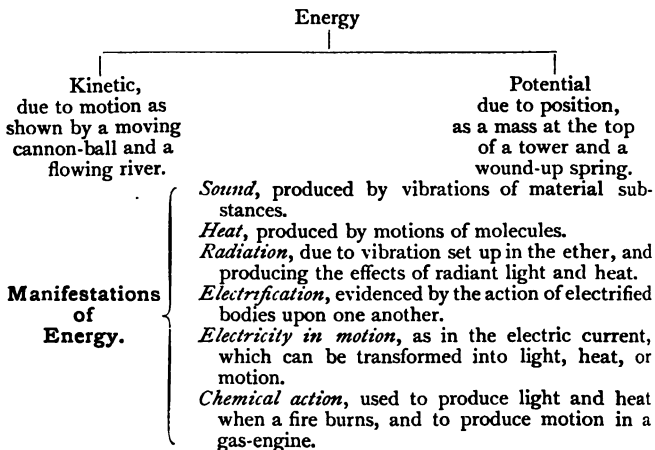 Energy
Kinetic,
due to motion as
shown by a moving
cannon-ball and a
flowing river.
Potential
due to position,
as a mass at the top
of a tower and a
wound-up spring.
Manifestations
of
Energy.
Sound, produced by vibrations of material sub-
stances.
Heat, produced by motions of molecules.
Radiation, due to vibration set up in the ether, and
producing the effects of radiant light and heat.
Electrification, evidenced by the action of electrified
bodies upon one another.
Electricity in motion, as in the electric current,
which can be transformed into light, heat, or
motion.
Chemical action, used to produce light and heat
when a fire burns, and to produce motion in a
gas-engine.